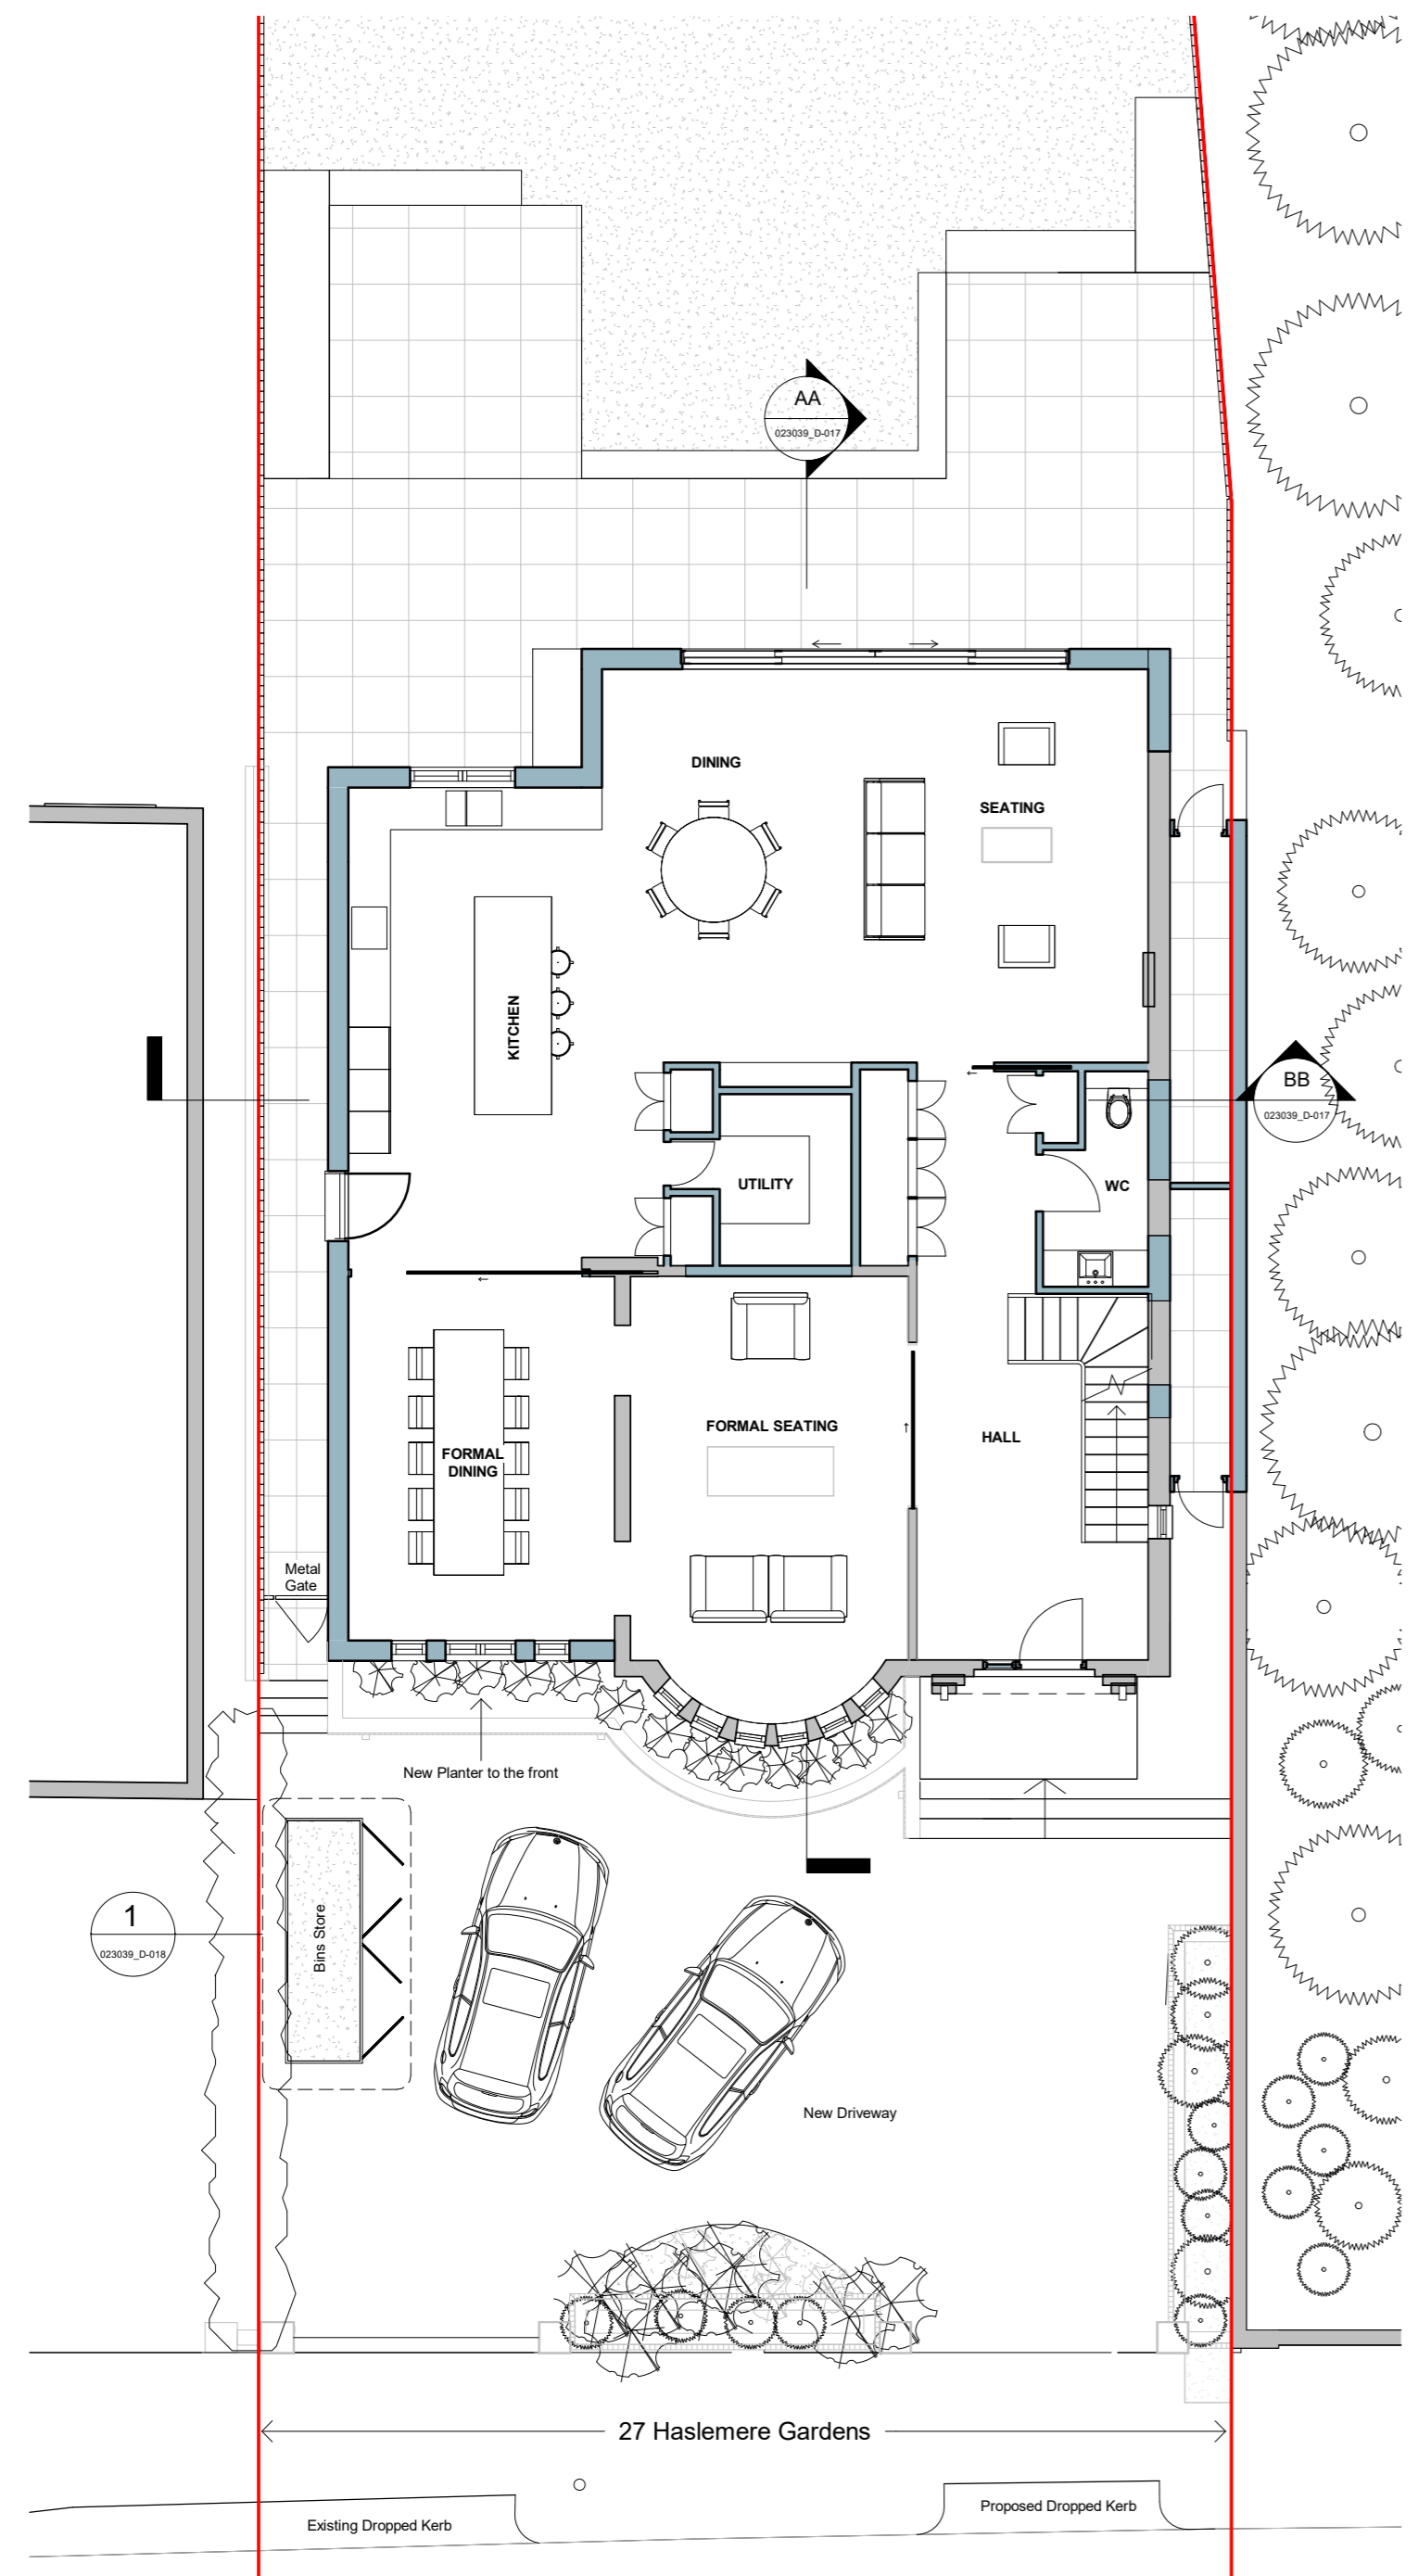 AA
023039_D-017
DINING
SEATING
KITCHEN
BB
023039_D-017
UTILITY
WC
FORMAL SEATING
HALL
FORMAL
DINING
Metal
Gate
New Planter to the front
1
023039_D-018
Bins Store
New Driveway
27 Haslemere Gardens
Proposed Dropped Kerb
Existing Dropped Kerb